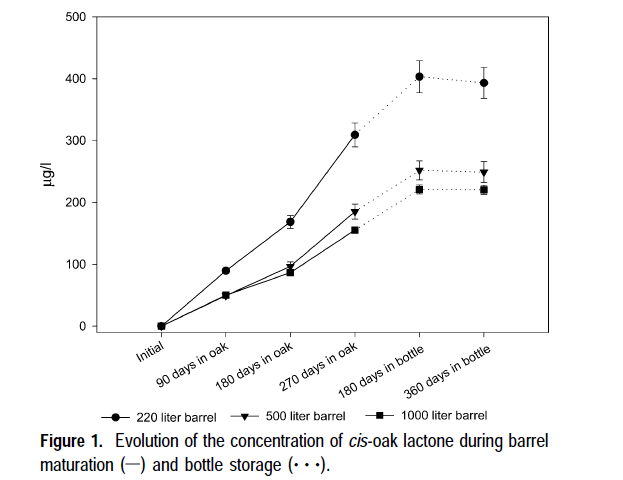 500
400
300
200
100
0
µg/l
Initial
90 days in oak
180 days in oak
270 days in oak
180 days in bottle
360 days in bottle
220 liter barrel 500 liter barrel 1000 liter barrel
Figure 1. Evolution of the concentration of cis-oak lactone during barrel
maturation (—) and bottle storage (· · ·).